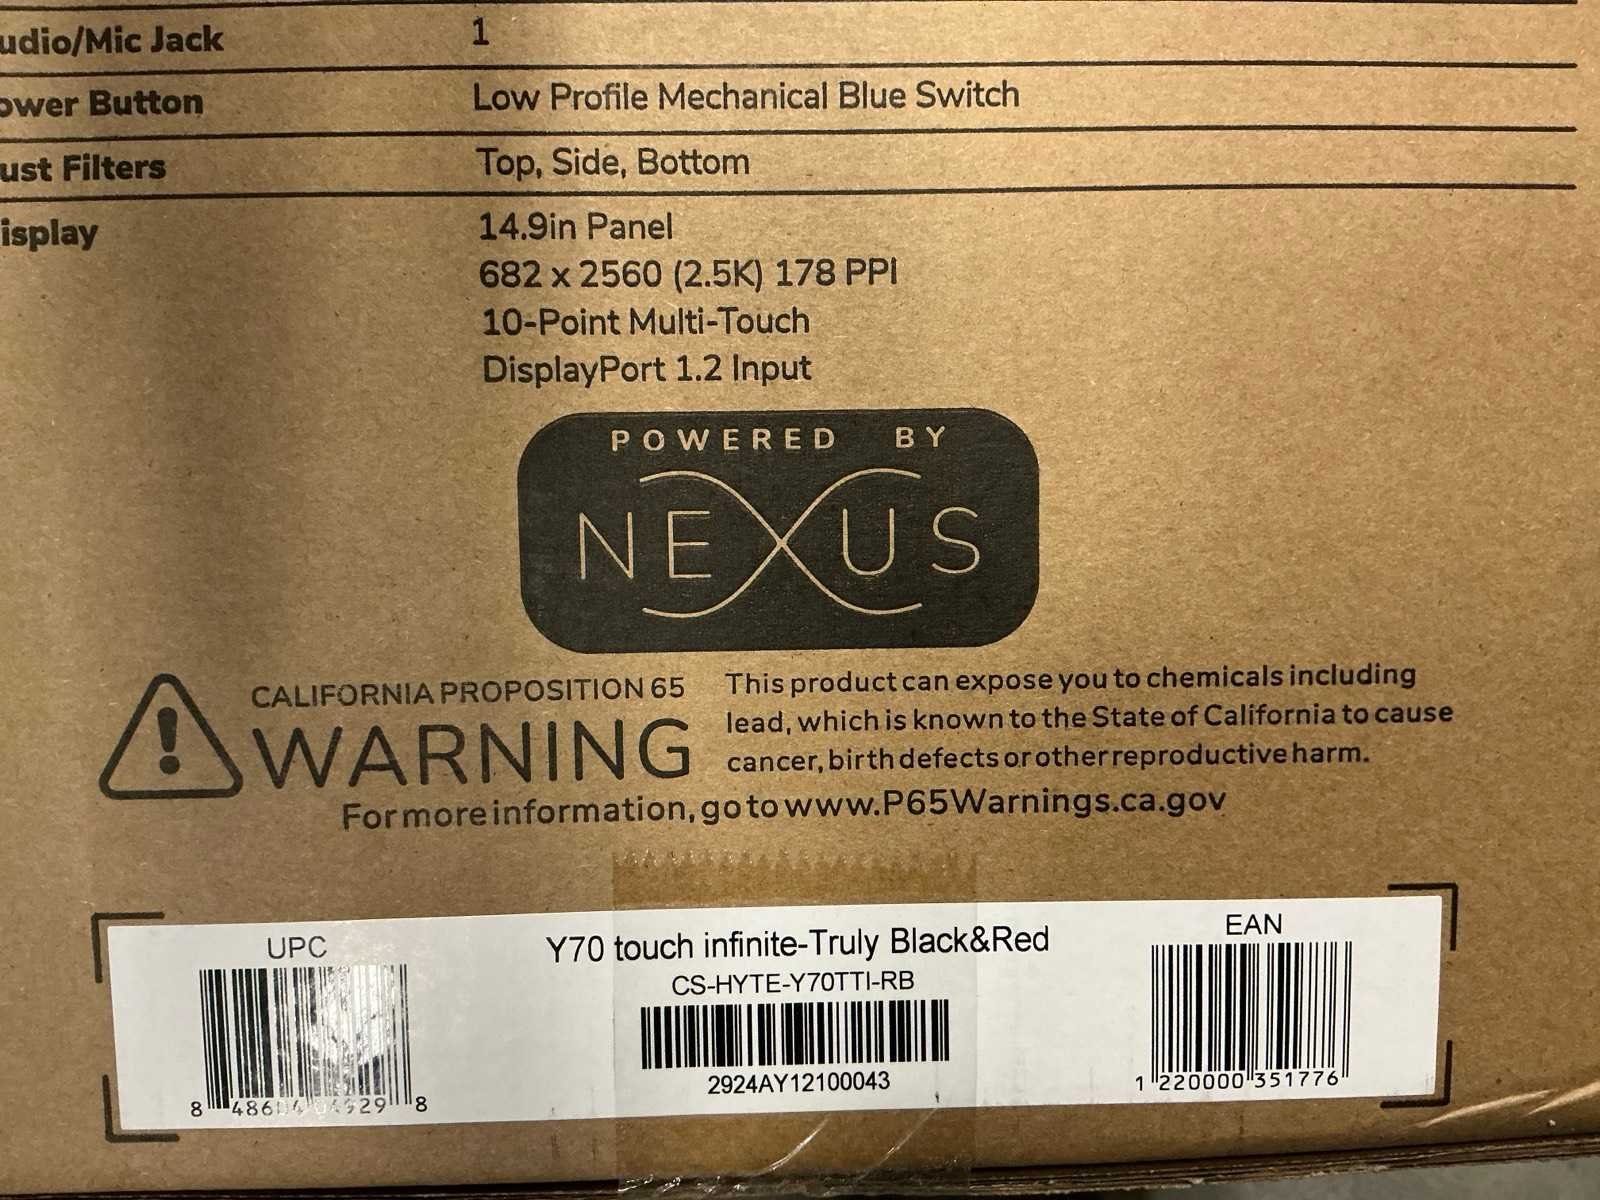 udio/Mic Jack 1
ower Button Low Profile Mechanical Blue Switch
ust Filters Top, Side, Bottom
isplay 14.9in Panel
682 x 2560 (2.5K) 178 PPI
10-Point Multi-Touch
DisplayPort 1.2 Input
POWERED BY
NEXUS
CALIFORNIA PROPOSITION 65
WARNING
This product can expose you to chemicals including
lead, which is known to the State of California to cause
cancer, birth defects or other reproductive harm.
For more information, go to www.P65Warnings.ca.gov
UPC
8 8
Y70 touch infinite-Truly Black&Red
CS-HYTE-Y70TTI-RB
2924AY12100043
EAN
1 220000 351776